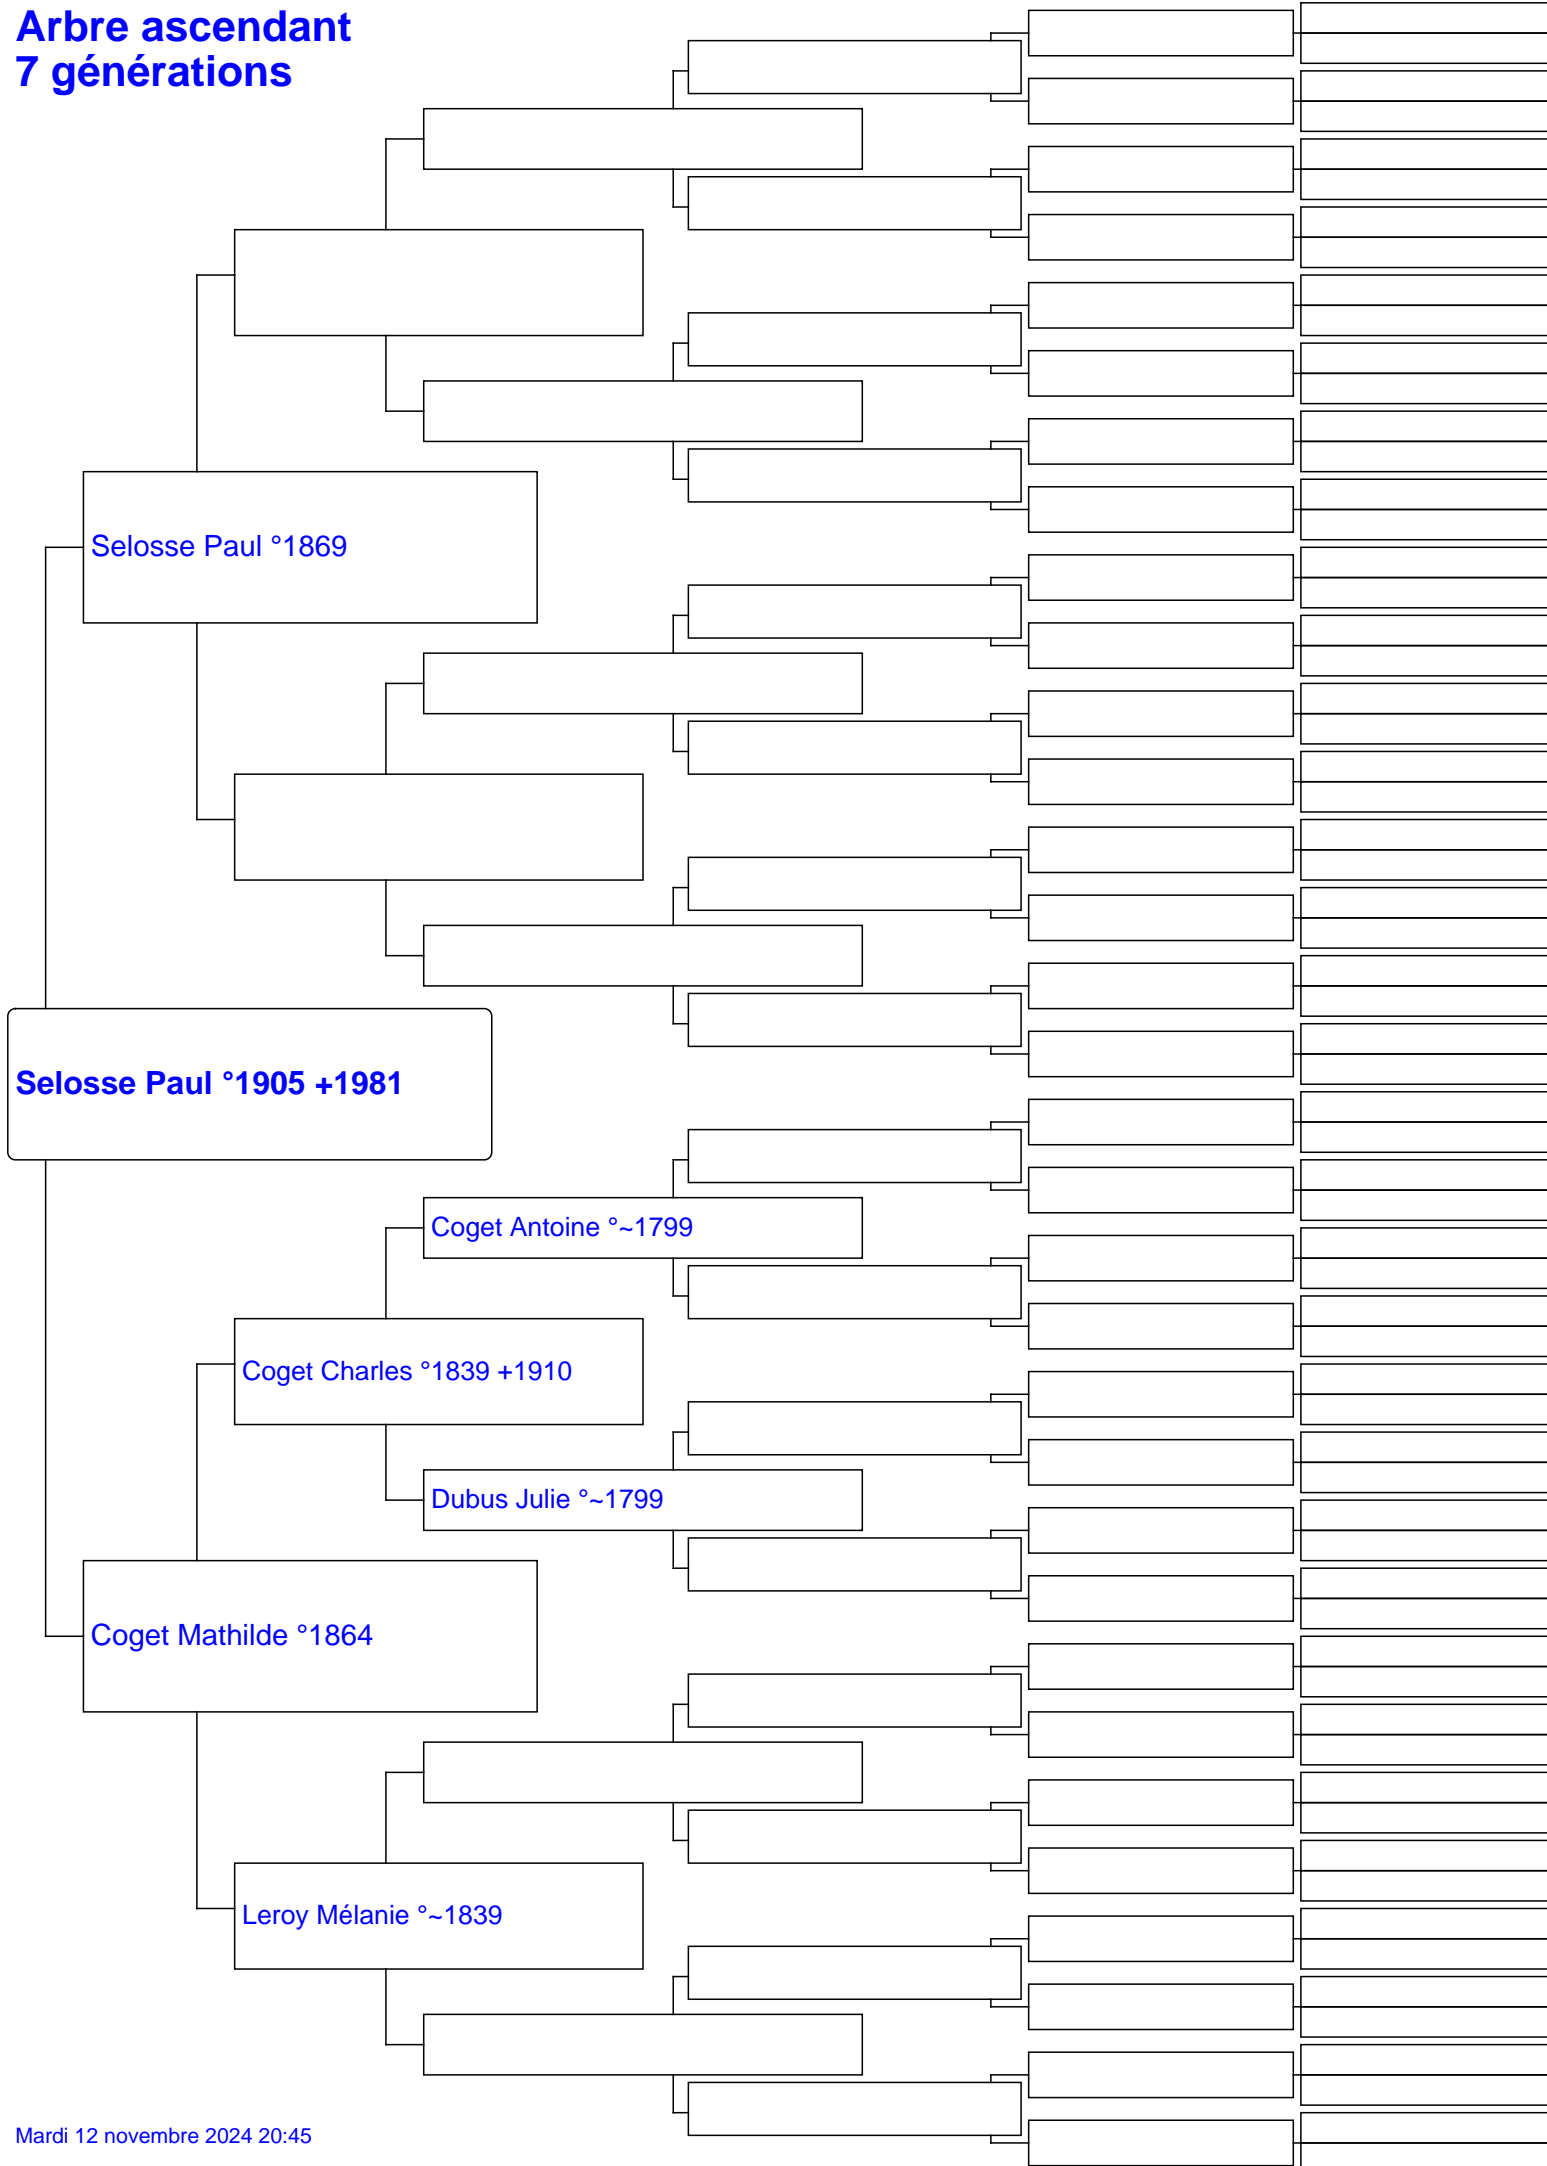 Arbre ascendant
7 générations
Selosse Paul °1869
Selosse Paul °1905 +1981
Coget Antoine °~1799
Coget Charles °1839 +1910
Dubus Julie °~1799
Coget Mathilde °1864
Leroy Mélanie °~1839
Mardi 12 novembre 2024 20:45